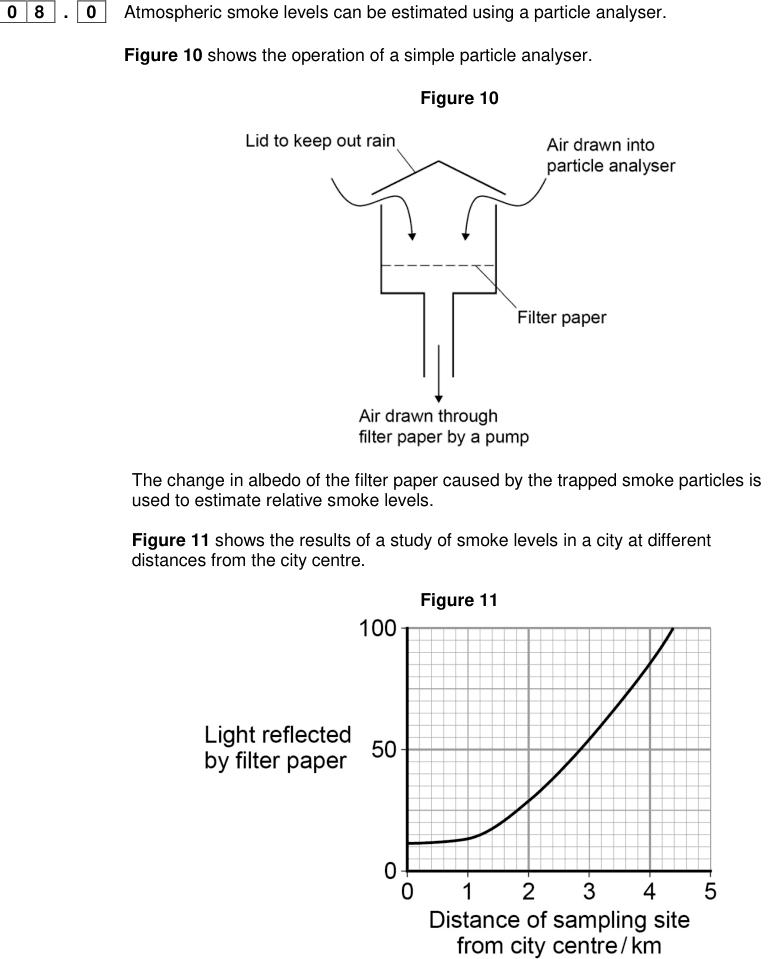 0 8 . 0 Atmospheric smoke levels can be estimated using a particle analyser.
Figure 10 shows the operation of a simple particle analyser.
Figure 10
Lid to keep out rain
Air drawn into
particle analyser
Filter paper
Air drawn through
filter paper by a pump
The change in albedo of the filter paper caused by the trapped smoke particles is
used to estimate relative smoke levels.
Figure 11 shows the results of a study of smoke levels in a city at different
distances from the city centre.
Figure 11
100
Light reflected
by filter paper
50
0
0 1 2 3 4 5
Distance of sampling site
from city centre/km